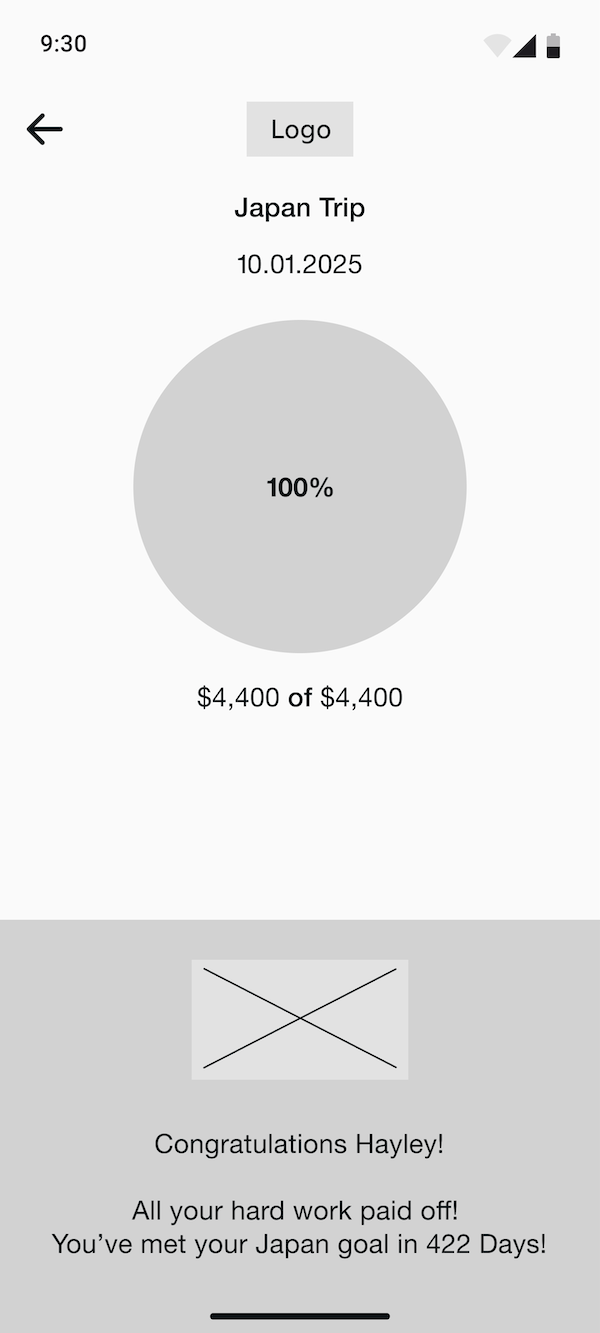 9:30
Logo
Japan Trip
10.01.2025
100%
$4,400 of $4,400
Congratulations Hayley!
All your hard work paid off!
You’ve met your Japan goal in 422 Days!